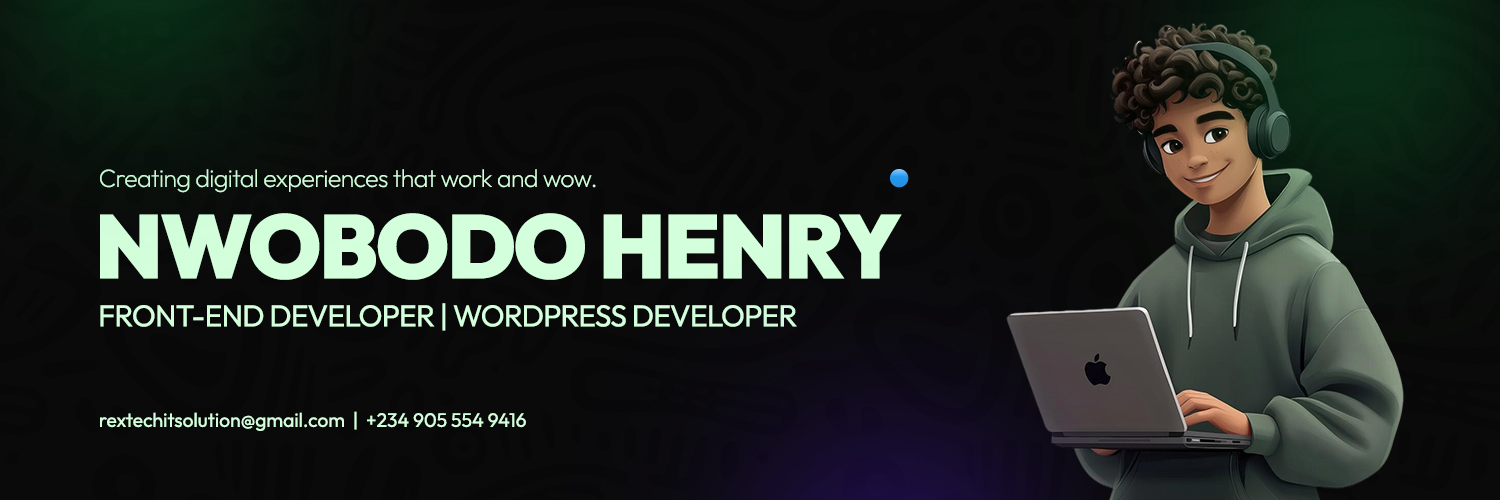 Creating digital experiences that work and wow.
NWOBODO HENRY
FRONT-END DEVELOPER | WORDPRESS DEVELOPER
rextechitsolution@gmail.com | +234 905 554 9416